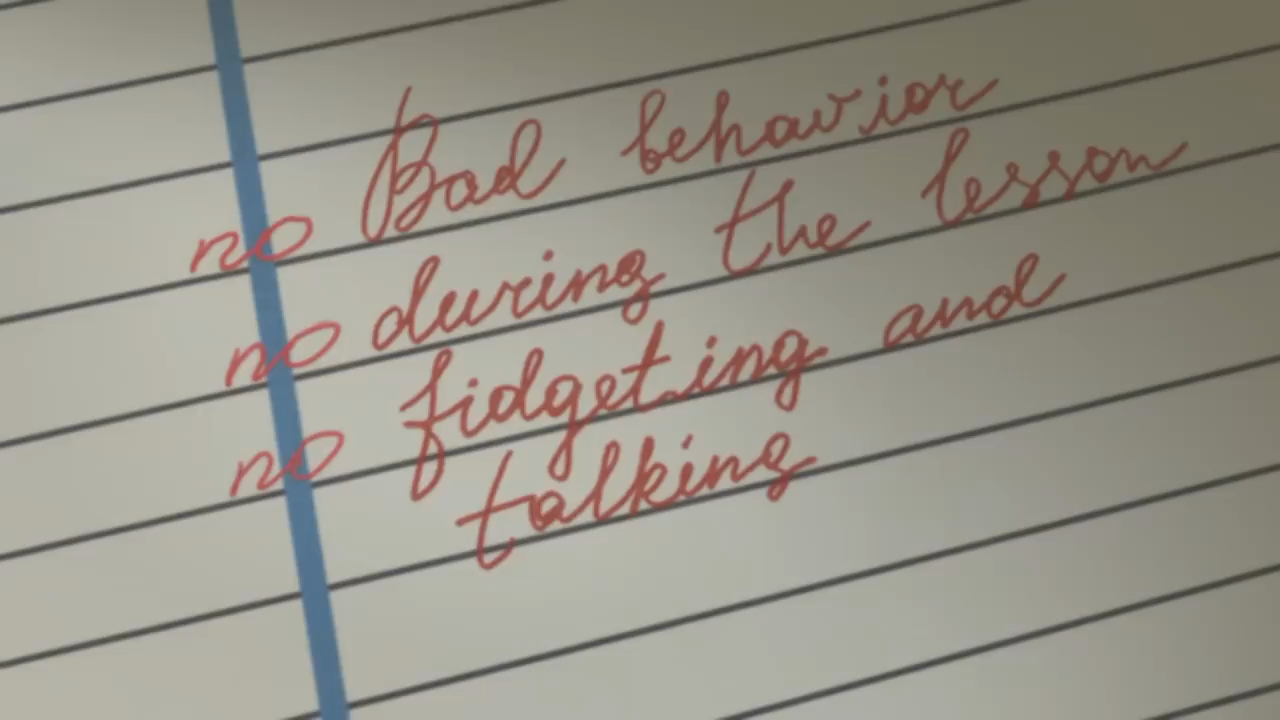 no Bad behavior
no during the lesson
no fidgeting and
talking